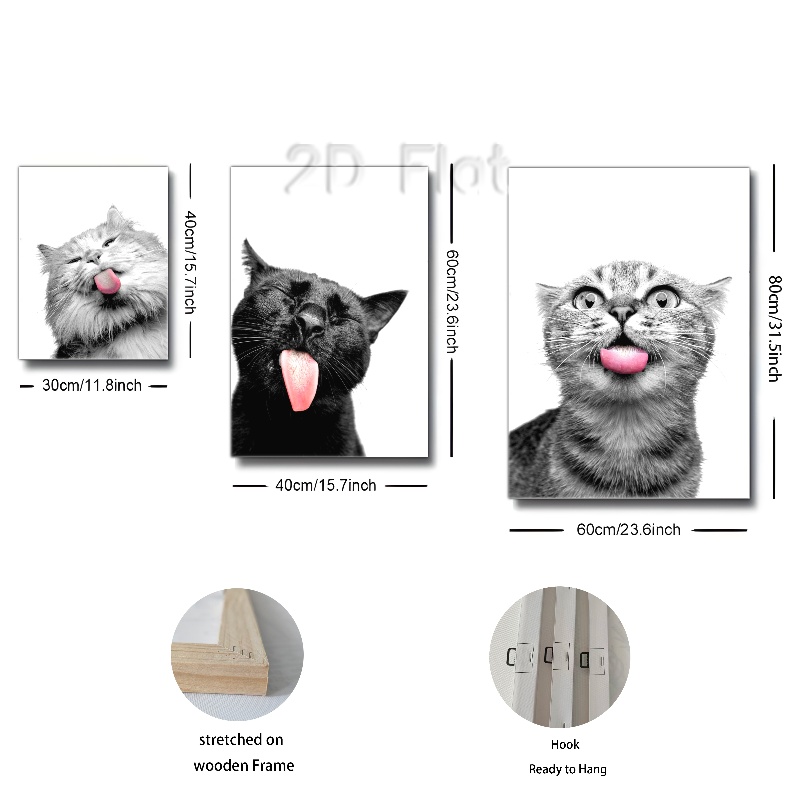 2D Flat
40cm/15.7inch
30cm/11.8inch
60cm/23.6inch
40cm/15.7inch
80cm/31.5inch
60cm/23.6inch
stretched on
wooden Frame
Hook
Ready to Hang